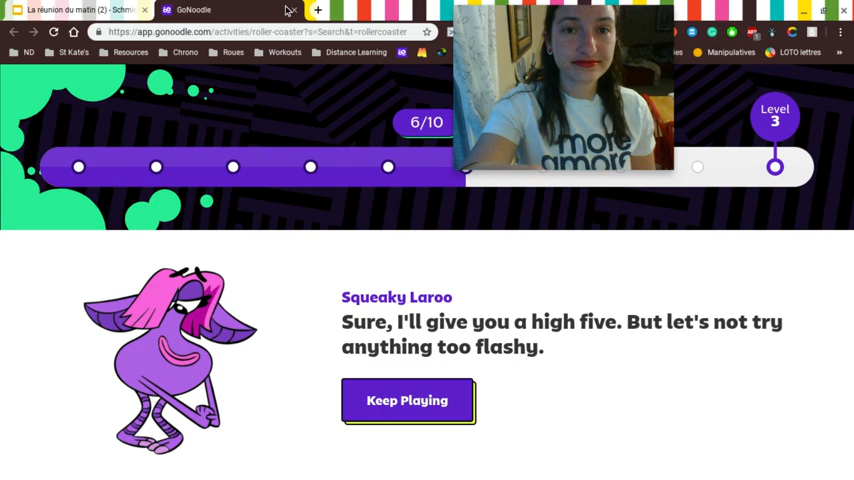 La réunion du matin (2) - Schmi
GoNoodle
https://app.gonoodle.com/activities/roller-coaster?s=Search&t=rollercoaster
ND
St Kate's
Resources
Chrono
Roues
Workouts
Distance Learning
Manipulatives
LOTO lettres
»
6/10
Level
3
more
amore
Squeaky Laroo
Sure, I'll give you a high five. But let's not try
anything too flashy.
Keep Playing